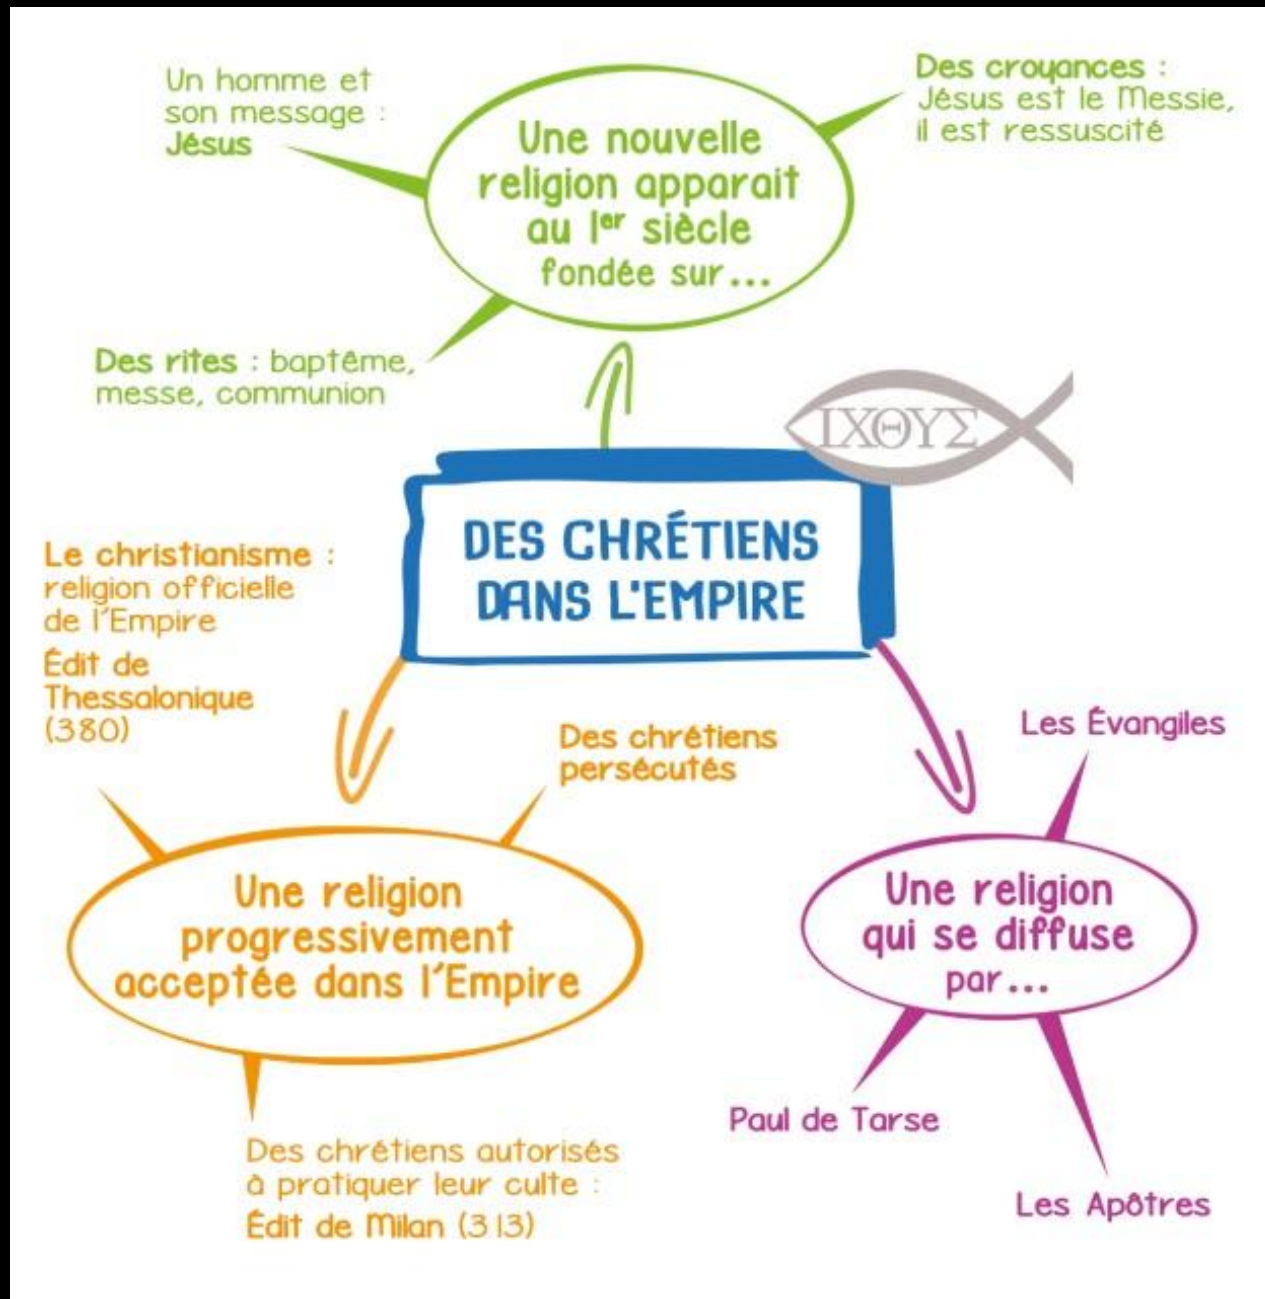 Un homme et
son message :
Jésus
Une nouvelle
religion apparait
au Ier siècle
fondée sur...
Des croyances :
Jésus est le Messie,
il est ressuscité
Des rites : baptême,
messe, communion
ΙΧΘΥΣ
DES CHRÉTIENS
DANS L'EMPIRE
Le christianisme :
religion officielle
de l'Empire
Édit de
Thessalonique
(380)
Des chrétiens
persécutés
Une religion
progressivement
acceptée dans l'Empire
Des chrétiens autorisés
à pratiquer leur culte :
Édit de Milan (313)
Les Évangiles
Une religion
qui se diffuse
par...
Paul de Tarse
Les Apôtres